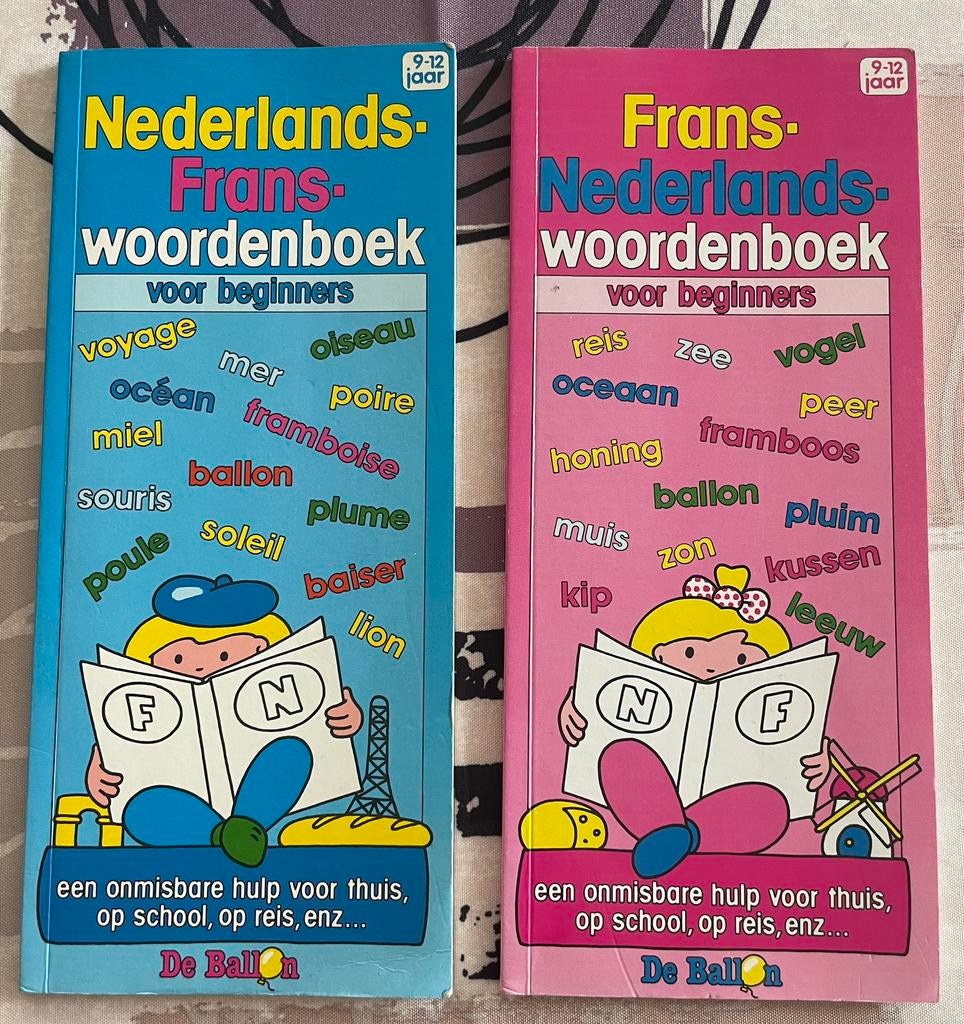 9-12
jaar
Nederlands-
Frans-
woordenboek
voor beginners
voyage
oiseau
mer
océan
poire
framboise
miel
ballon
souris
plume
soleil
poule
baiser
lion
F
N
een onmisbare hulp voor thuis,
op school, op reis, enz...
De Ballon
9-12
jaar
Frans-
Nederlands-
woordenboek
voor beginners
reis
zee
vogel
oceaan
peer
framboos
honing
ballon
pluim
muis
zon
kussen
kip
leeuw
N
F
een onmisbare hulp voor thuis,
op school, op reis, enz...
De Ballon